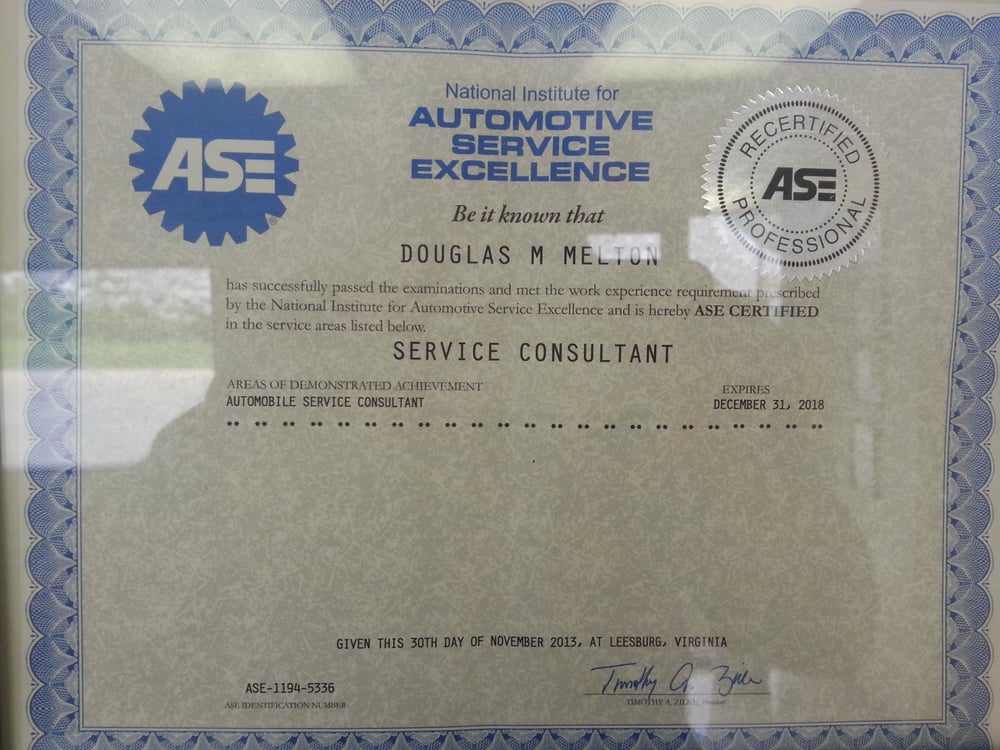 ASE
®
National Institute for
AUTOMOTIVE
SERVICE
EXCELLENCE
RECERTIFIED
ASE
PROFESSIONAL
Be it known that
DOUGLAS M MELTON
has successfully passed the examinations and met the work experience requirement prescribed
by the National Institute for Automotive Service Excellence and is hereby ASE CERTIFIED
in the service areas listed below.
SERVICE CONSULTANT
AREAS OF DEMONSTRATED ACHIEVEMENT
EXPIRES
AUTOMOBILE SERVICE CONSULTANT
DECEMBER 31, 2018
GIVEN THIS 30TH DAY OF NOVEMBER 2013, AT LEESBURG, VIRGINIA
Timothy A. Zilke
ASE-1194-5336
ASE IDENTIFICATION NUMBER
TIMOTHY A. ZILKE, President